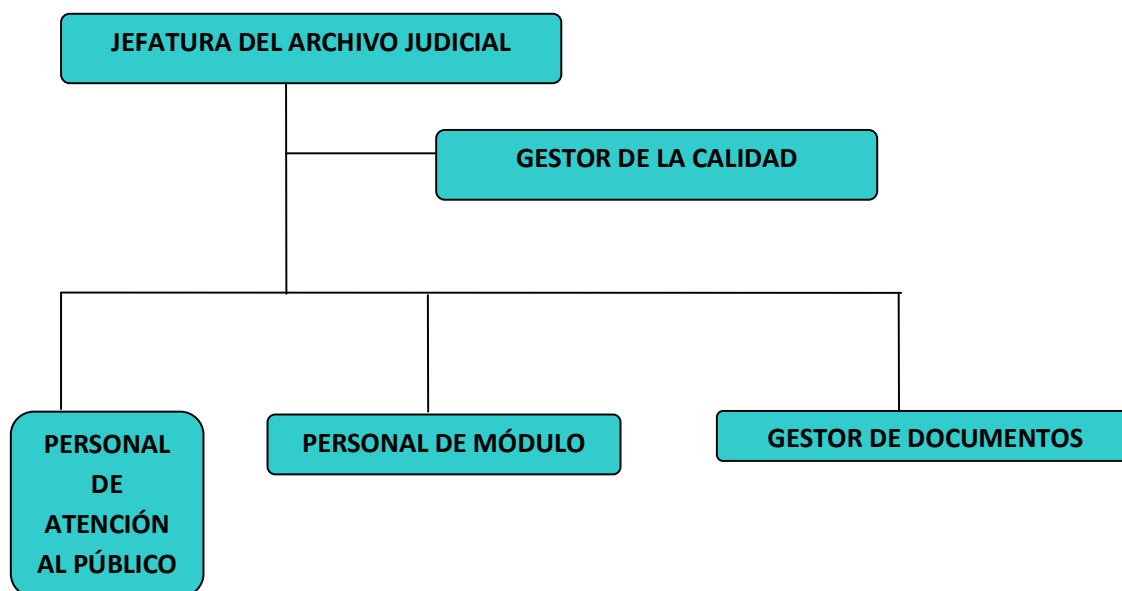 JEFATURA DEL ARCHIVO JUDICIAL
GESTOR DE LA CALIDAD
PERSONAL
DE
ATENCIÓN
AL PÚBLICO
PERSONAL DE MÓDULO
GESTOR DE DOCUMENTOS